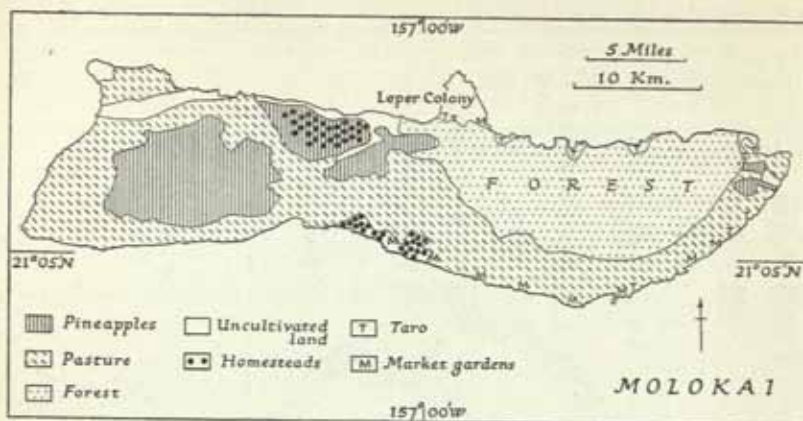 157°00'W
5 Miles
10 Km.
Leper Colony
T
M
FOREST
21°05'N
21°05'N
Pineapples
Uncultivated land
T Taro
Pasture
Homesteads
M Market gardens
Forest
MOLOKAI
157°00'W